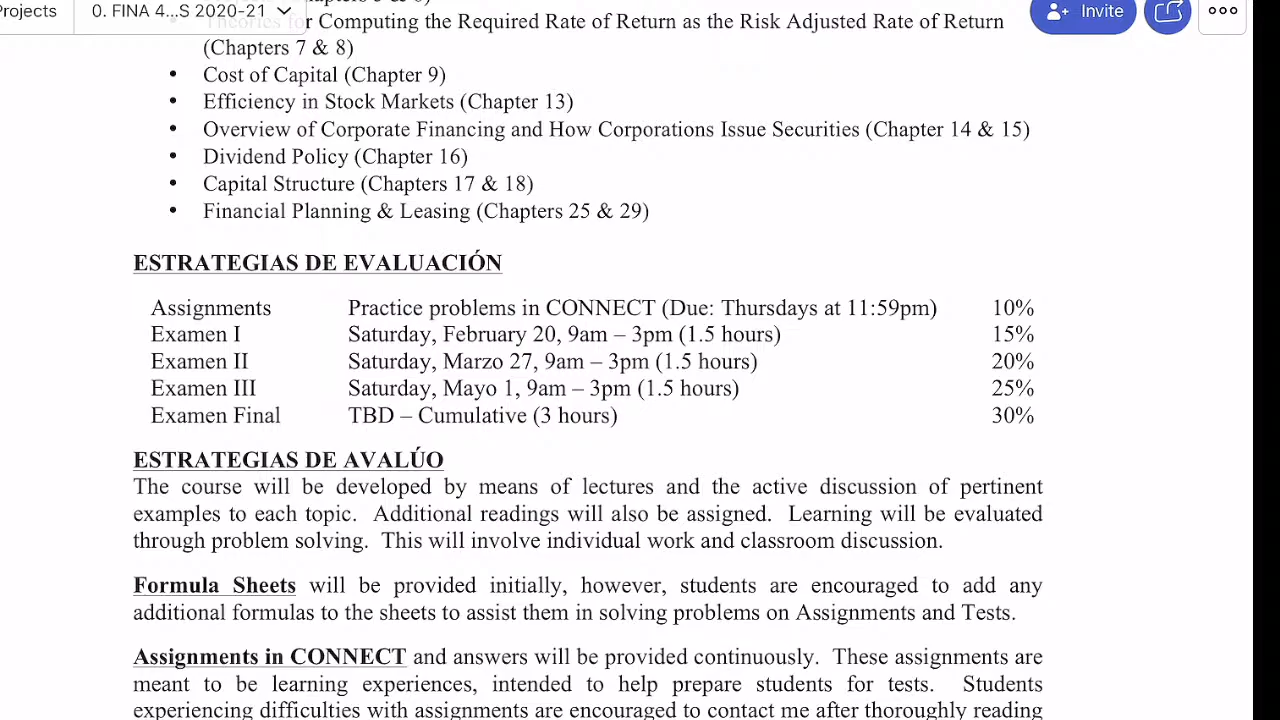 Projects
0. FINA 4...S 2020-21
Invite
Theories for Computing the Required Rate of Return as the Risk Adjusted Rate of Return
(Chapters 7 & 8)
• Cost of Capital (Chapter 9)
• Efficiency in Stock Markets (Chapter 13)
• Overview of Corporate Financing and How Corporations Issue Securities (Chapter 14 & 15)
• Dividend Policy (Chapter 16)
• Capital Structure (Chapters 17 & 18)
• Financial Planning & Leasing (Chapters 25 & 29)
ESTRATEGIAS DE EVALUACIÓN
Assignments Practice problems in CONNECT (Due: Thursdays at 11:59pm) 10%
Examen I Saturday, February 20, 9am – 3pm (1.5 hours) 15%
Examen II Saturday, Marzo 27, 9am – 3pm (1.5 hours) 20%
Examen III Saturday, Mayo 1, 9am – 3pm (1.5 hours) 25%
Examen Final TBD – Cumulative (3 hours) 30%
ESTRATEGIAS DE AVALÚO
The course will be developed by means of lectures and the active discussion of pertinent
examples to each topic. Additional readings will also be assigned. Learning will be evaluated
through problem solving. This will involve individual work and classroom discussion.
Formula Sheets will be provided initially, however, students are encouraged to add any
additional formulas to the sheets to assist them in solving problems on Assignments and Tests.
Assignments in CONNECT and answers will be provided continuously. These assignments are
meant to be learning experiences, intended to help prepare students for tests. Students
experiencing difficulties with assignments are encouraged to contact me after thoroughly reading